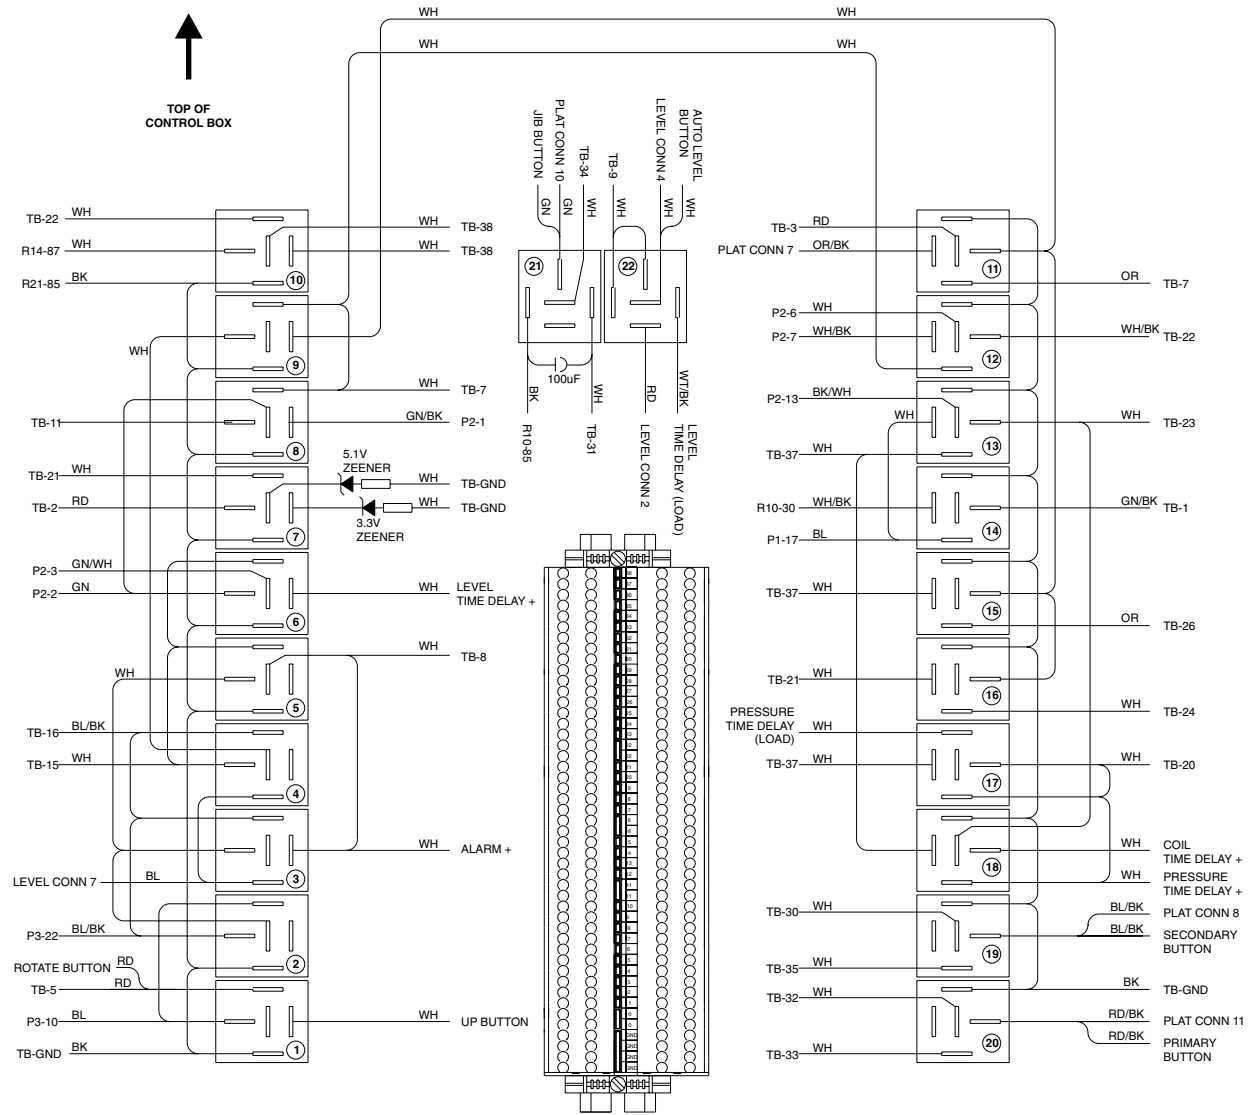 WH
WH
WH
WH
TOP OF
CONTROL BOX
JIB BUTTON
PLAT CONN 10
TB-34
TB-9
LEVEL CONN 4
AUTO LEVEL
BUTTON
GN
GN
WH
WH
WH
WH
TB-22 WH
WH TB-38
R14-87 WH
WH TB-38
R21-85 BK
10
9
WH
WH TB-7
TB-11
GN/BK P2-1
8
5.1V
ZEENER
TB-21 WH
WH TB-GND
TB-2 RD
WH TB-GND
3.3V
ZEENER
7
P2-3 GN/WH
P2-2 GN
WH LEVEL
TIME DELAY +
6
WH TB-8
WH
5
TB-16 BL/BK
TB-15 WH
4
WH ALARM +
LEVEL CONN 7 BL
3
P3-22 BL/BK
2
ROTATE BUTTON RD
TB-5 RD
P3-10 BL
WH UP BUTTON
TB-GND BK
1
21
22
100uF
BK
WH
RD
WT/BK
R10-85
TB-31
LEVEL CONN 2
LEVEL
TIME DELAY (LOAD)
TB-3 RD
PLAT CONN 7 OR/BK
11
OR TB-7
P2-6 WH
P2-7 WH/BK
WH/BK TB-22
12
P2-13 BK/WH
WH
WH TB-23
TB-37 WH
13
R10-30 WH/BK
GN/BK TB-1
P1-17 BL
14
TB-37 WH
15
OR TB-26
TB-21 WH
16
WH TB-24
PRESSURE
TIME DELAY
(LOAD)
WH
TB-37 WH
WH TB-20
17
WH COIL
TIME DELAY +
18
WH PRESSURE
TIME DELAY +
TB-30 WH
BL/BK PLAT CONN 8
BL/BK SECONDARY
BUTTON
TB-35 WH
19
BK TB-GND
TB-32 WH
RD/BK PLAT CONN 11
RD/BK PRIMARY
BUTTON
TB-33 WH
20